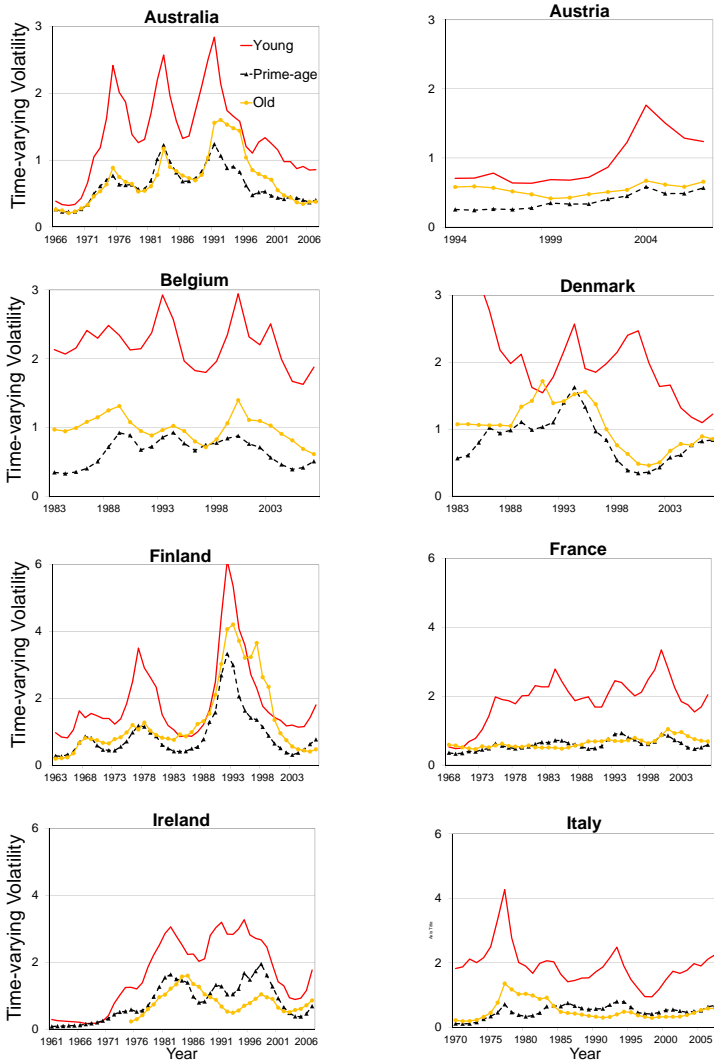 Australia
Time-varying Volatility
3
2
1
0
Young
Prime-age
Old
1966 1971 1976 1981 1986 1991 1996 2001 2006
Austria
3
2
1
0
1994 1999 2004
Belgium
Time-varying Volatility
3
2
1
0
1983 1988 1993 1998 2003
Denmark
3
2
1
0
1983 1988 1993 1998 2003
Finland
Time-varying Volatility
6
4
2
0
1963 1968 1973 1978 1983 1988 1993 1998 2003
France
6
4
2
0
1968 1973 1978 1983 1988 1993 1998 2003
Ireland
Time-varying Volatility
6
4
2
0
1961 1966 1971 1976 1981 1986 1991 1996 2001 2006
Year
Italy
Axis Title
6
4
2
0
1970 1975 1980 1985 1990 1995 2000 2005
Year